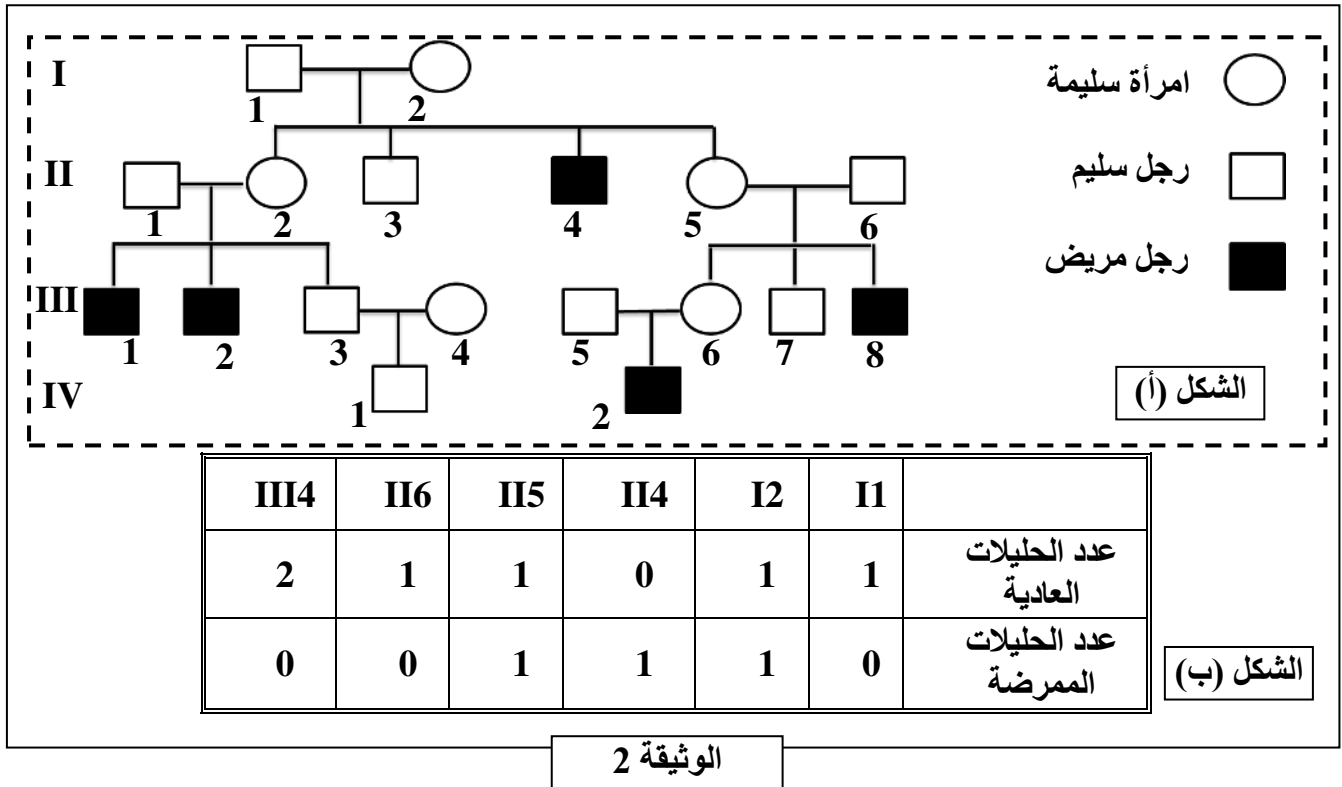 I
1 2
امرأة سليمة
II
1 2 3 4 5 6
رجل سليم
رجل مريض
III
1 2 3 4 5 6 7 8
IV
1 2
الشكل (أ)
III4 II6 II5 II4 I2 I1
عدد الحليلات
العادية
2 1 1 0 1 1
عدد الحليلات
الممرضة
0 0 1 1 1 0
الشكل (ب)
الوثيقة 2